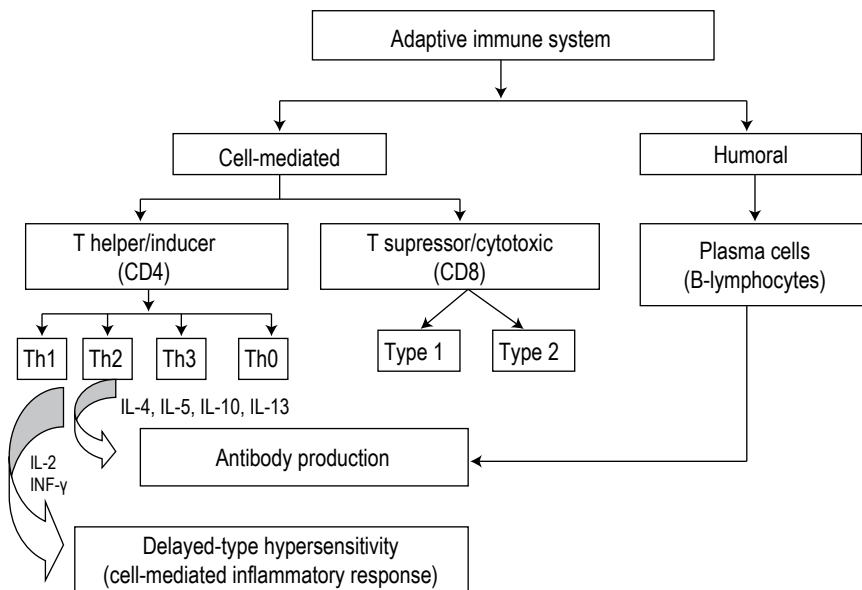 Adaptive immune system
Cell-mediated
Humoral
T helper/inducer
(CD4)
T supressor/cytotoxic
(CD8)
Plasma cells
(B-lymphocytes)
Th1
Th2
Th3
Th0
Type 1
Type 2
IL-4, IL-5, IL-10, IL-13
Antibody production
IL-2
INF-γ
Delayed-type hypersensitivity
(cell-mediated inflammatory response)